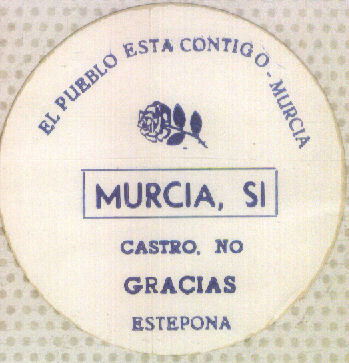 EL PUEBLO ESTA CONTIGO - MURCIA
MURCIA, SI
CASTRO, NO
GRACIAS
ESTEPONA